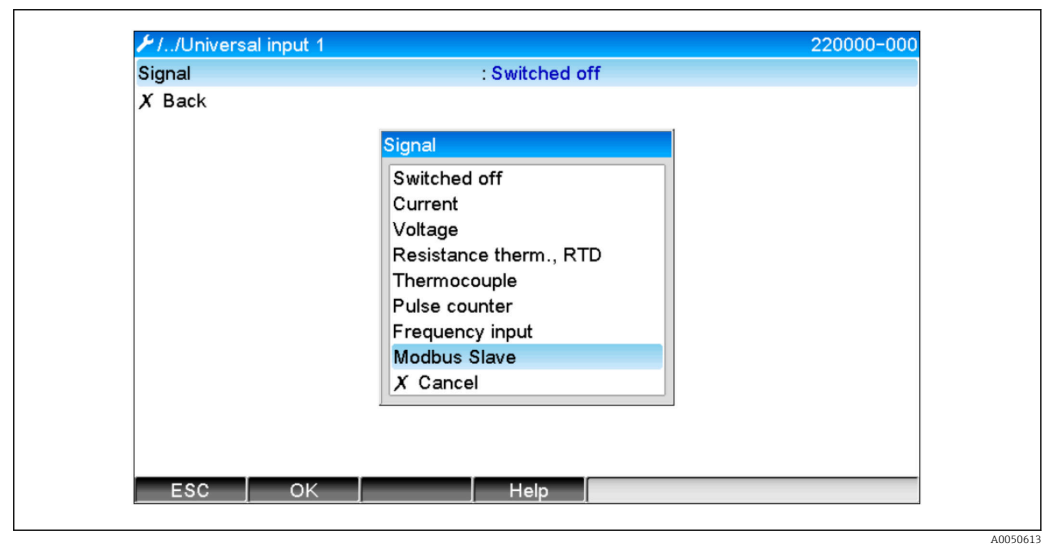 /../Universal input 1 220000-000
Signal : Switched off
X Back
Signal
Switched off
Current
Voltage
Resistance therm., RTD
Thermocouple
Pulse counter
Frequency input
Modbus Slave
X Cancel
ESC OK Help
A0050613